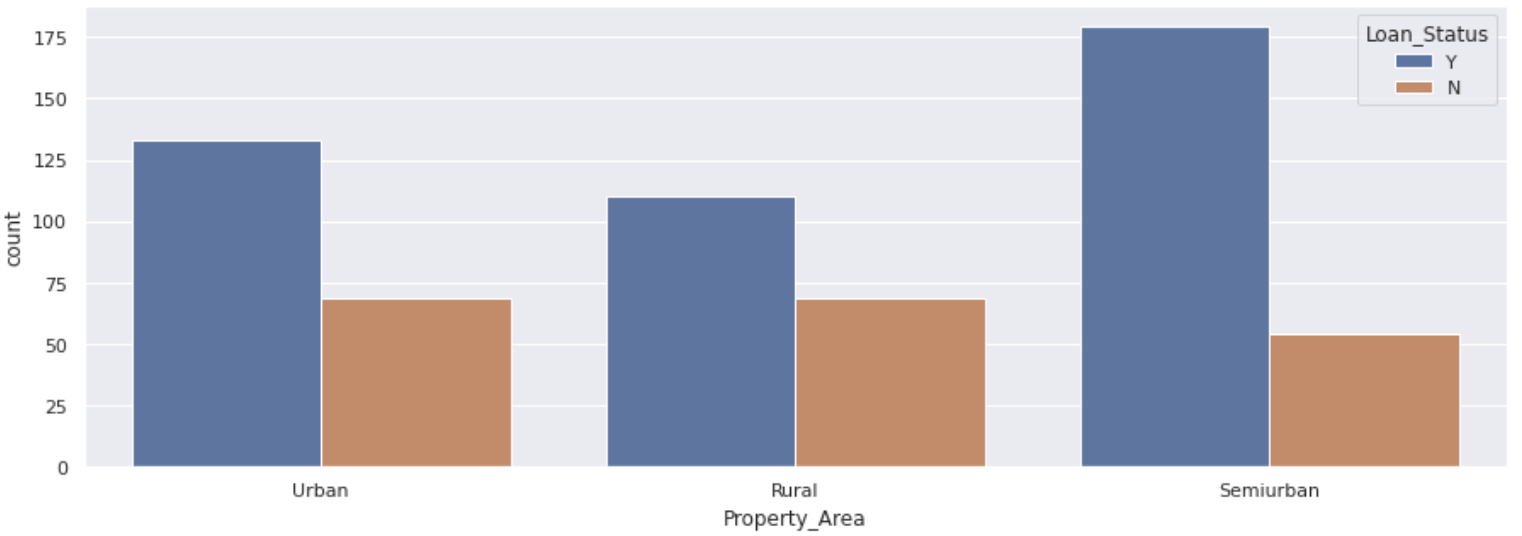 175
150
125
100
75
50
25
0
count
Urban
Rural
Semiurban
Property_Area
Loan_Status
Y
N